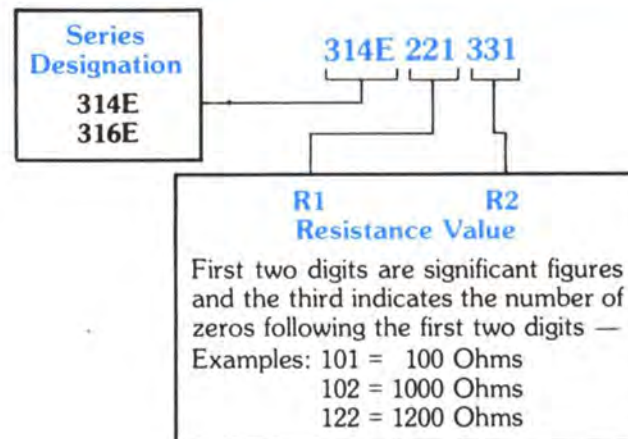 Series
Designation
314E
316E
314E 221 331
R1 R2
Resistance Value
First two digits are significant figures
and the third indicates the number of
zeros following the first two digits —
Examples: 101 = 100 Ohms
102 = 1000 Ohms
122 = 1200 Ohms